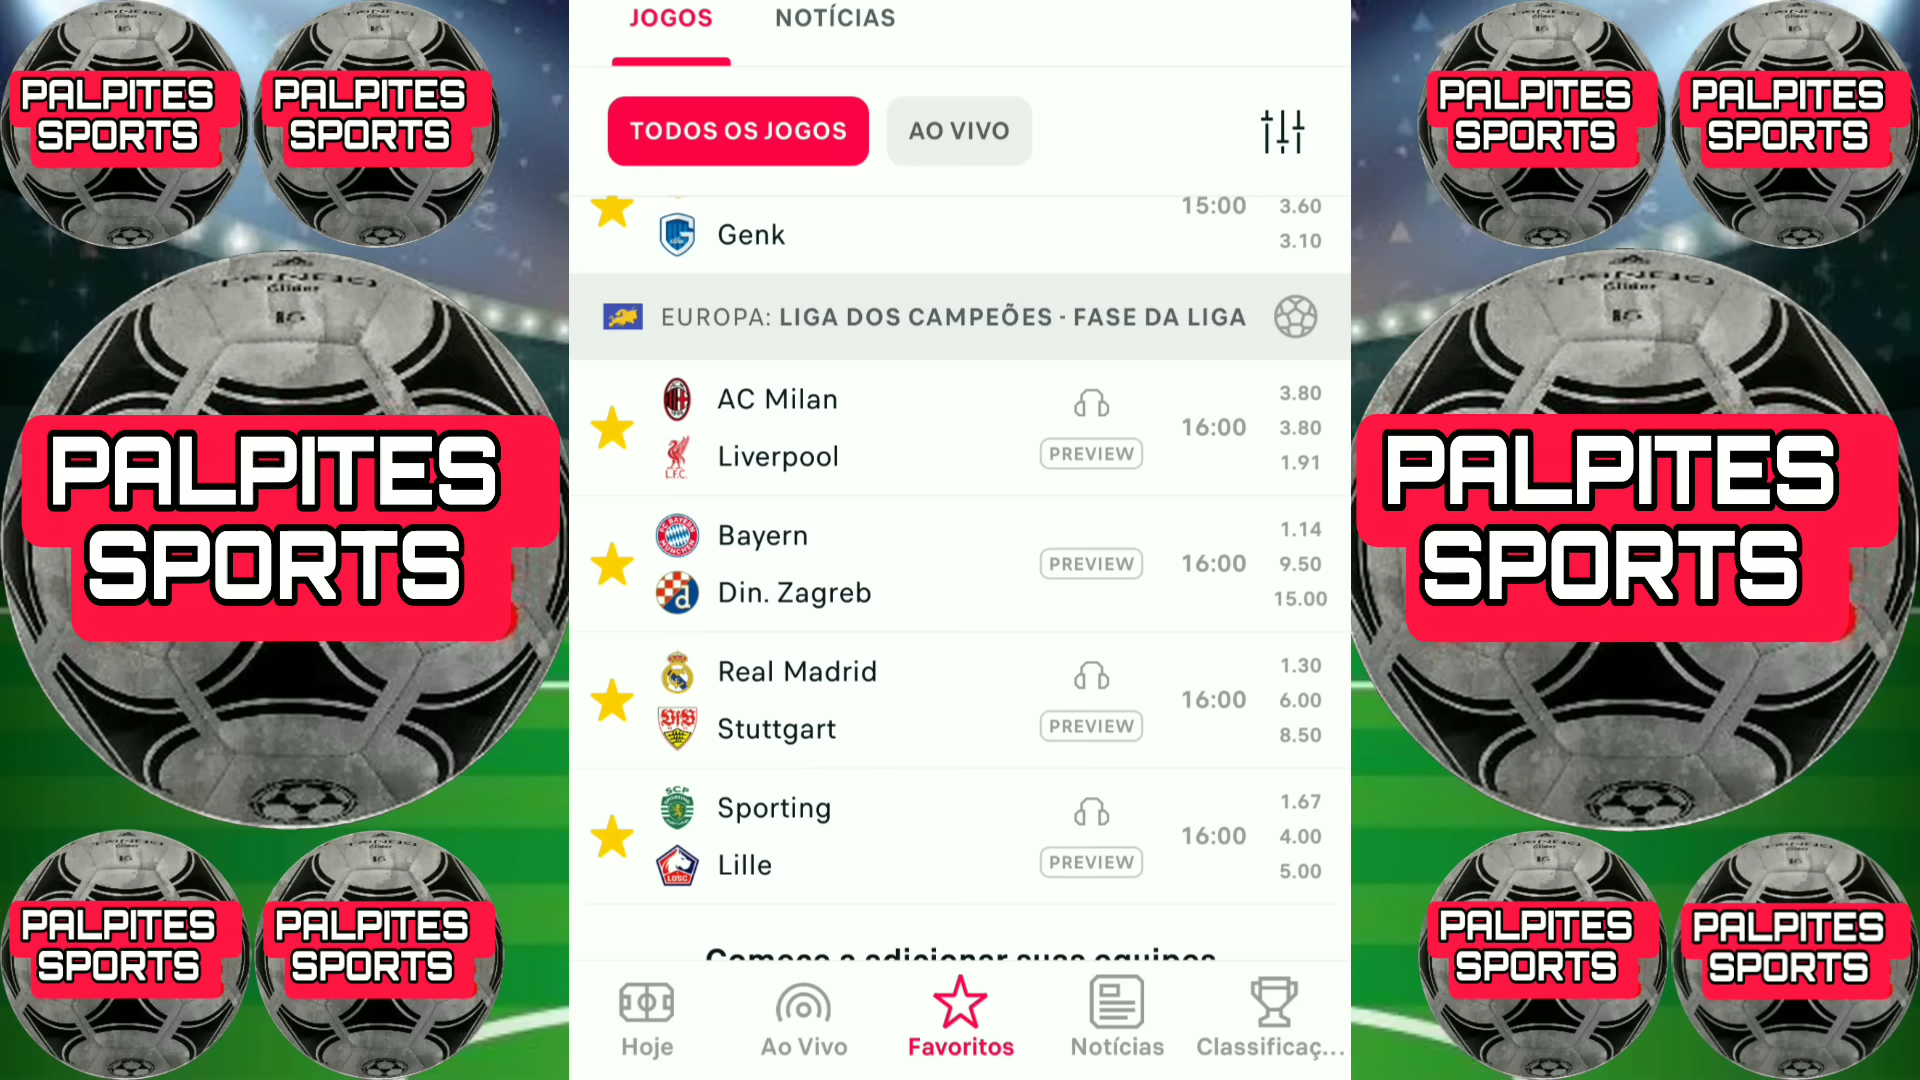 PALPITES
SPORTS
PALPITES
SPORTS
PALPITES
SPORTS
PALPITES
SPORTS
PALPITES
SPORTS
JOGOS
NOTÍCIAS
TODOS OS JOGOS
AO VIVO
15:00
3.60
Genk
3.10
EUROPA: LIGA DOS CAMPEÕES - FASE DA LIGA
AC Milan
Liverpool
PREVIEW
16:00
3.80
3.80
1.91
Bayern
Din. Zagreb
PREVIEW
16:00
1.14
9.50
15.00
Real Madrid
Stuttgart
PREVIEW
16:00
1.30
6.00
8.50
Sporting
Lille
PREVIEW
16:00
1.67
4.00
5.00
Comece a adicionar suas equipes
Hoje
Ao Vivo
Favoritos
Notícias
Classificaç...
PALPITES
SPORTS
PALPITES
SPORTS
PALPITES
SPORTS
PALPITES
SPORTS
PALPITES
SPORTS